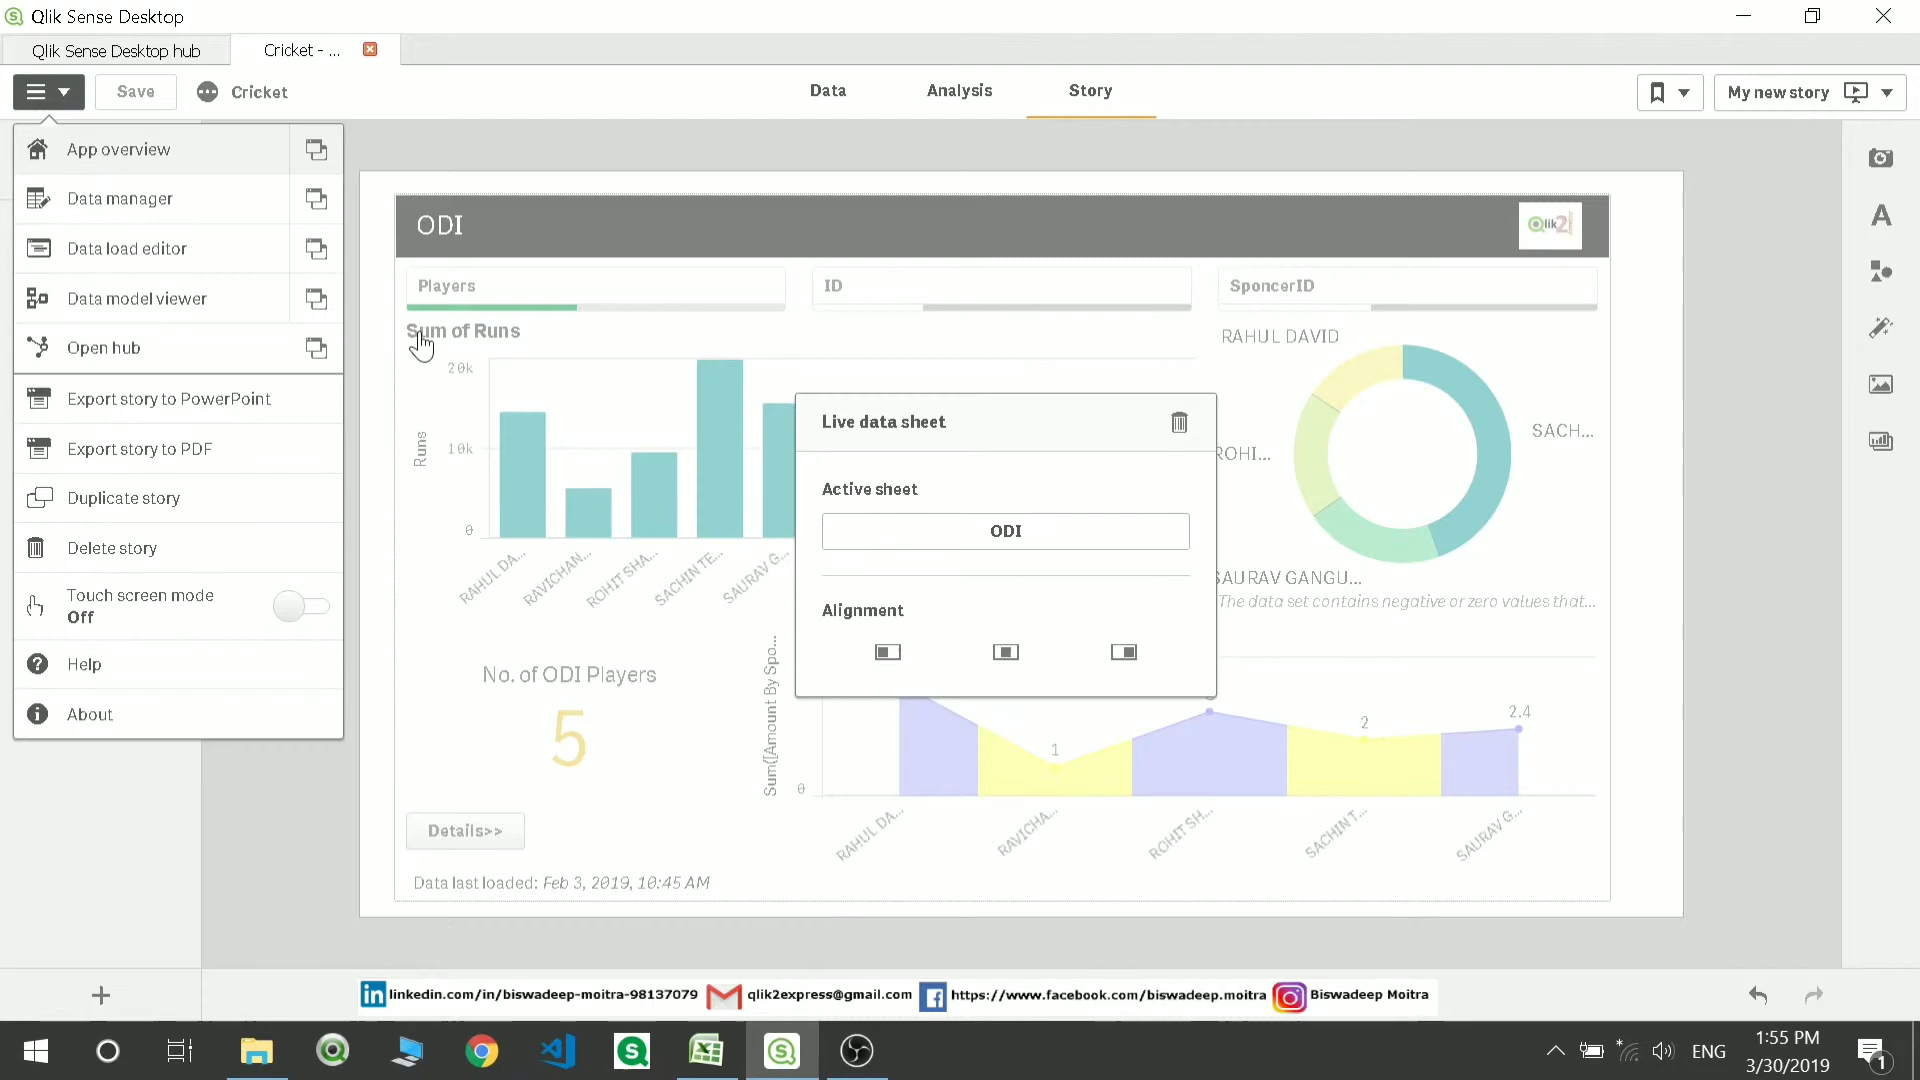 Qlik Sense Desktop
Qlik Sense Desktop hub
Cricket - ...
Save
Cricket
Data
Analysis
Story
My new story
App overview
Data manager
Data load editor
Data model viewer
Open hub
Export story to PowerPoint
Export story to PDF
Duplicate story
Delete story
Touch screen mode
Off
Help
About
ODI
Qlik2
Players
ID
SponcerID
Sum of Runs
20k
10k
0
Runs
RAHUL DA...
RAVICHAN...
ROHIT SHA...
SACHIN TE...
SAURAV G...
Live data sheet
Active sheet
ODI
Alignment
RAHUL DAVID
SACH...
ROHI...
SAURAV GANGU...
The data set contains negative or zero values that...
No. of ODI Players
5
Sum([Amount By Spo...
0
1
2
2.4
RAHUL DA...
RAVICHA...
ROHIT SH...
SACHIN T...
SAURAV G...
Details>>
Data last loaded: Feb 3, 2019, 10:45 AM
linkedin.com/in/biswadeep-moitra-98137079
qlik2express@gmail.com
https://www.facebook.com/biswadeep.moitra
Biswadeep Moitra
ENG
1:55 PM
3/30/2019
1